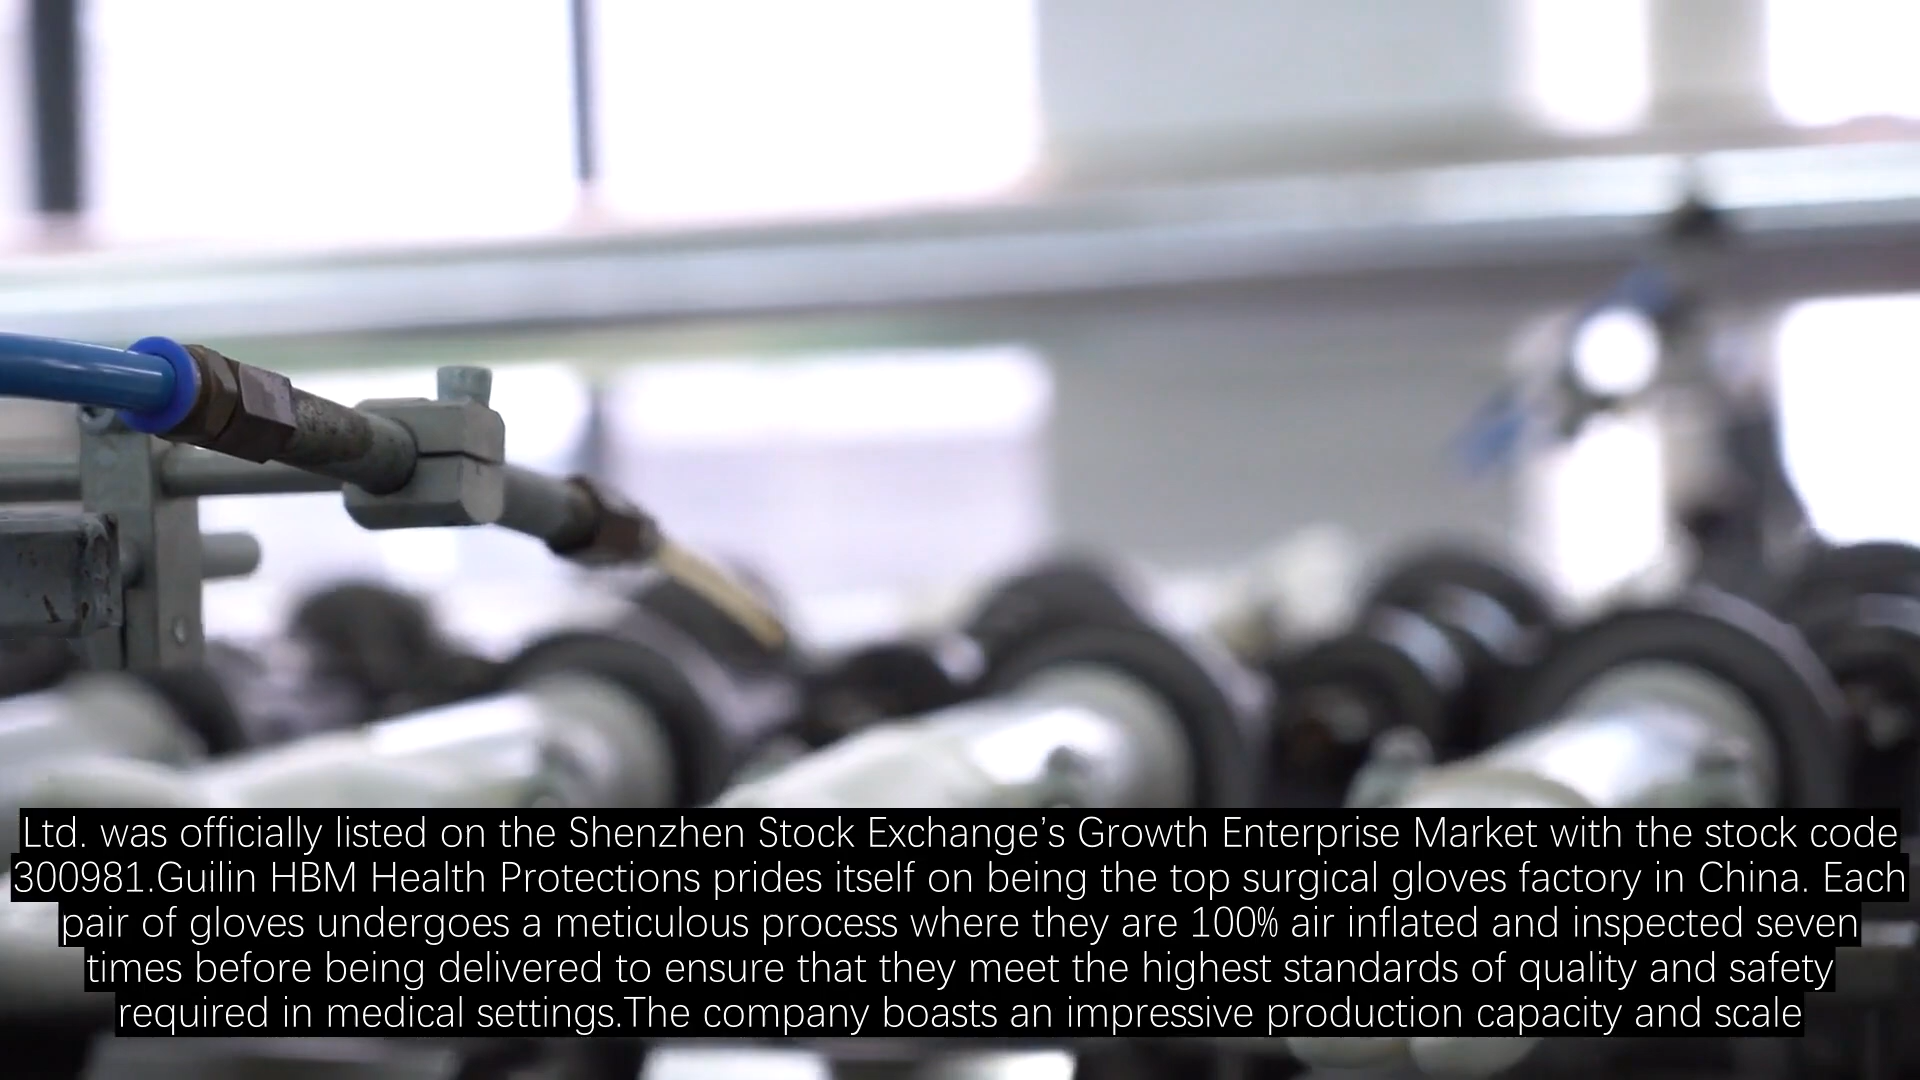 Ltd. was officially listed on the Shenzhen Stock Exchange’s Growth Enterprise Market with the stock code
300981.Guilin HBM Health Protections prides itself on being the top surgical gloves factory in China. Each
pair of gloves undergoes a meticulous process where they are 100% air inflated and inspected seven
times before being delivered to ensure that they meet the highest standards of quality and safety
required in medical settings.The company boasts an impressive production capacity and scale